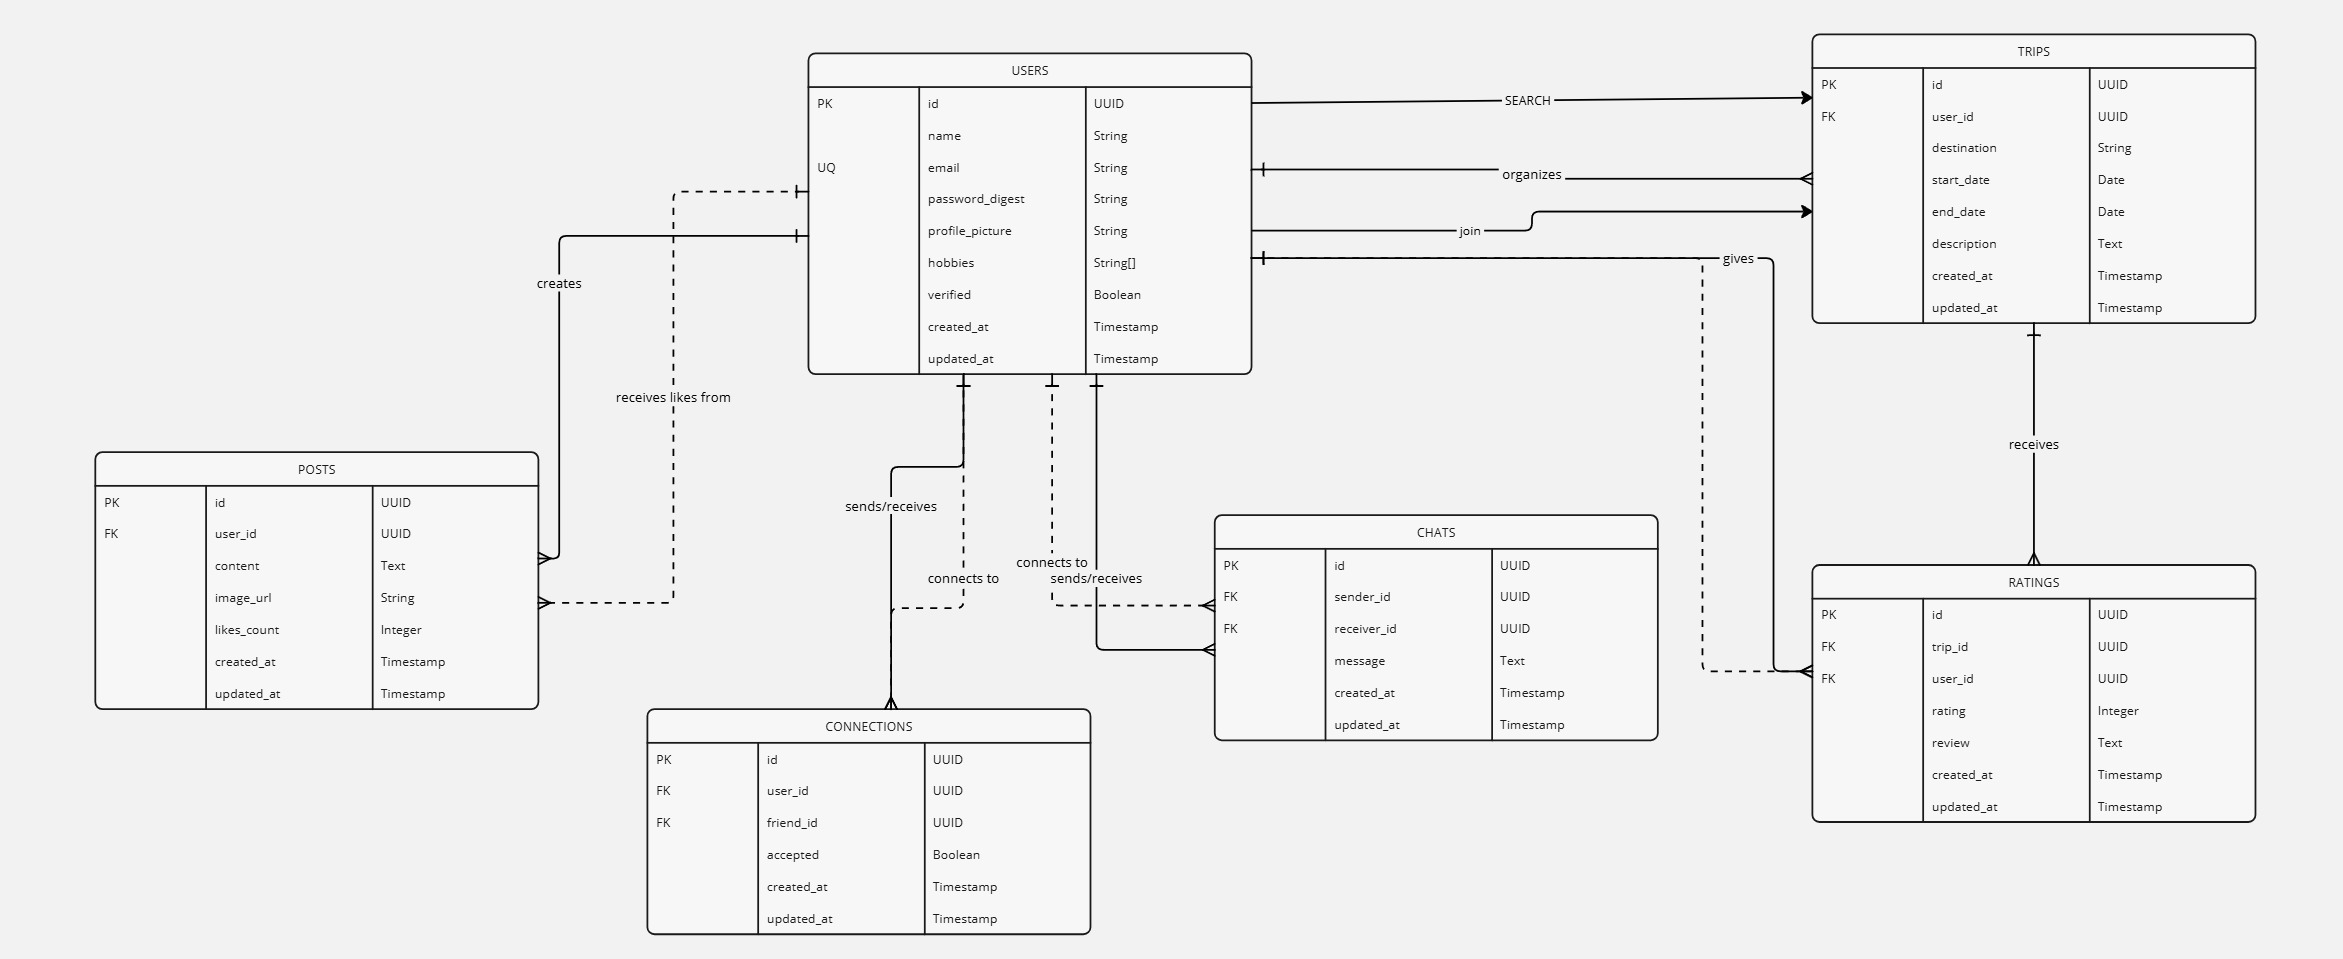 USERS
PK id UUID
name String
UQ email String
password_digest String
profile_picture String
hobbies String[]
verified Boolean
created_at Timestamp
updated_at Timestamp
SEARCH
organizes
join
gives
TRIPS
PK id UUID
FK user_id UUID
destination String
start_date Date
end_date Date
description Text
created_at Timestamp
updated_at Timestamp
creates
receives likes from
receives
sends/receives
connects to
connects to
sends/receives
POSTS
PK id UUID
FK user_id UUID
content Text
image_url String
likes_count Integer
created_at Timestamp
updated_at Timestamp
CHATS
PK id UUID
FK sender_id UUID
FK receiver_id UUID
message Text
created_at Timestamp
updated_at Timestamp
RATINGS
PK id UUID
FK trip_id UUID
FK user_id UUID
rating Integer
review Text
created_at Timestamp
updated_at Timestamp
CONNECTIONS
PK id UUID
FK user_id UUID
FK friend_id UUID
accepted Boolean
created_at Timestamp
updated_at Timestamp